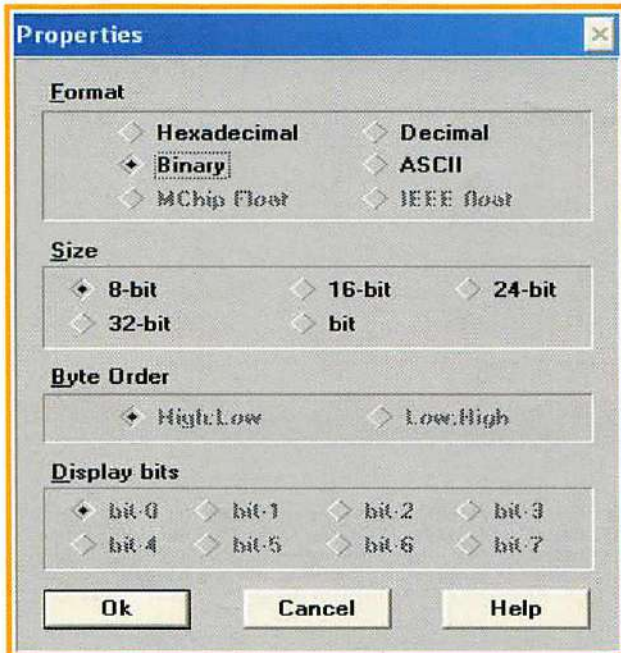 Properties
Format
Hexadecimal Decimal
Binary ASCII
MChip Float IEEE float
Size
8-bit 16-bit 24-bit
32-bit bit
Byte Order
High:Low Low:High
Display bits
bit-0 bit-1 bit-2 bit-3
bit-4 bit-5 bit-6 bit-7
Ok Cancel Help